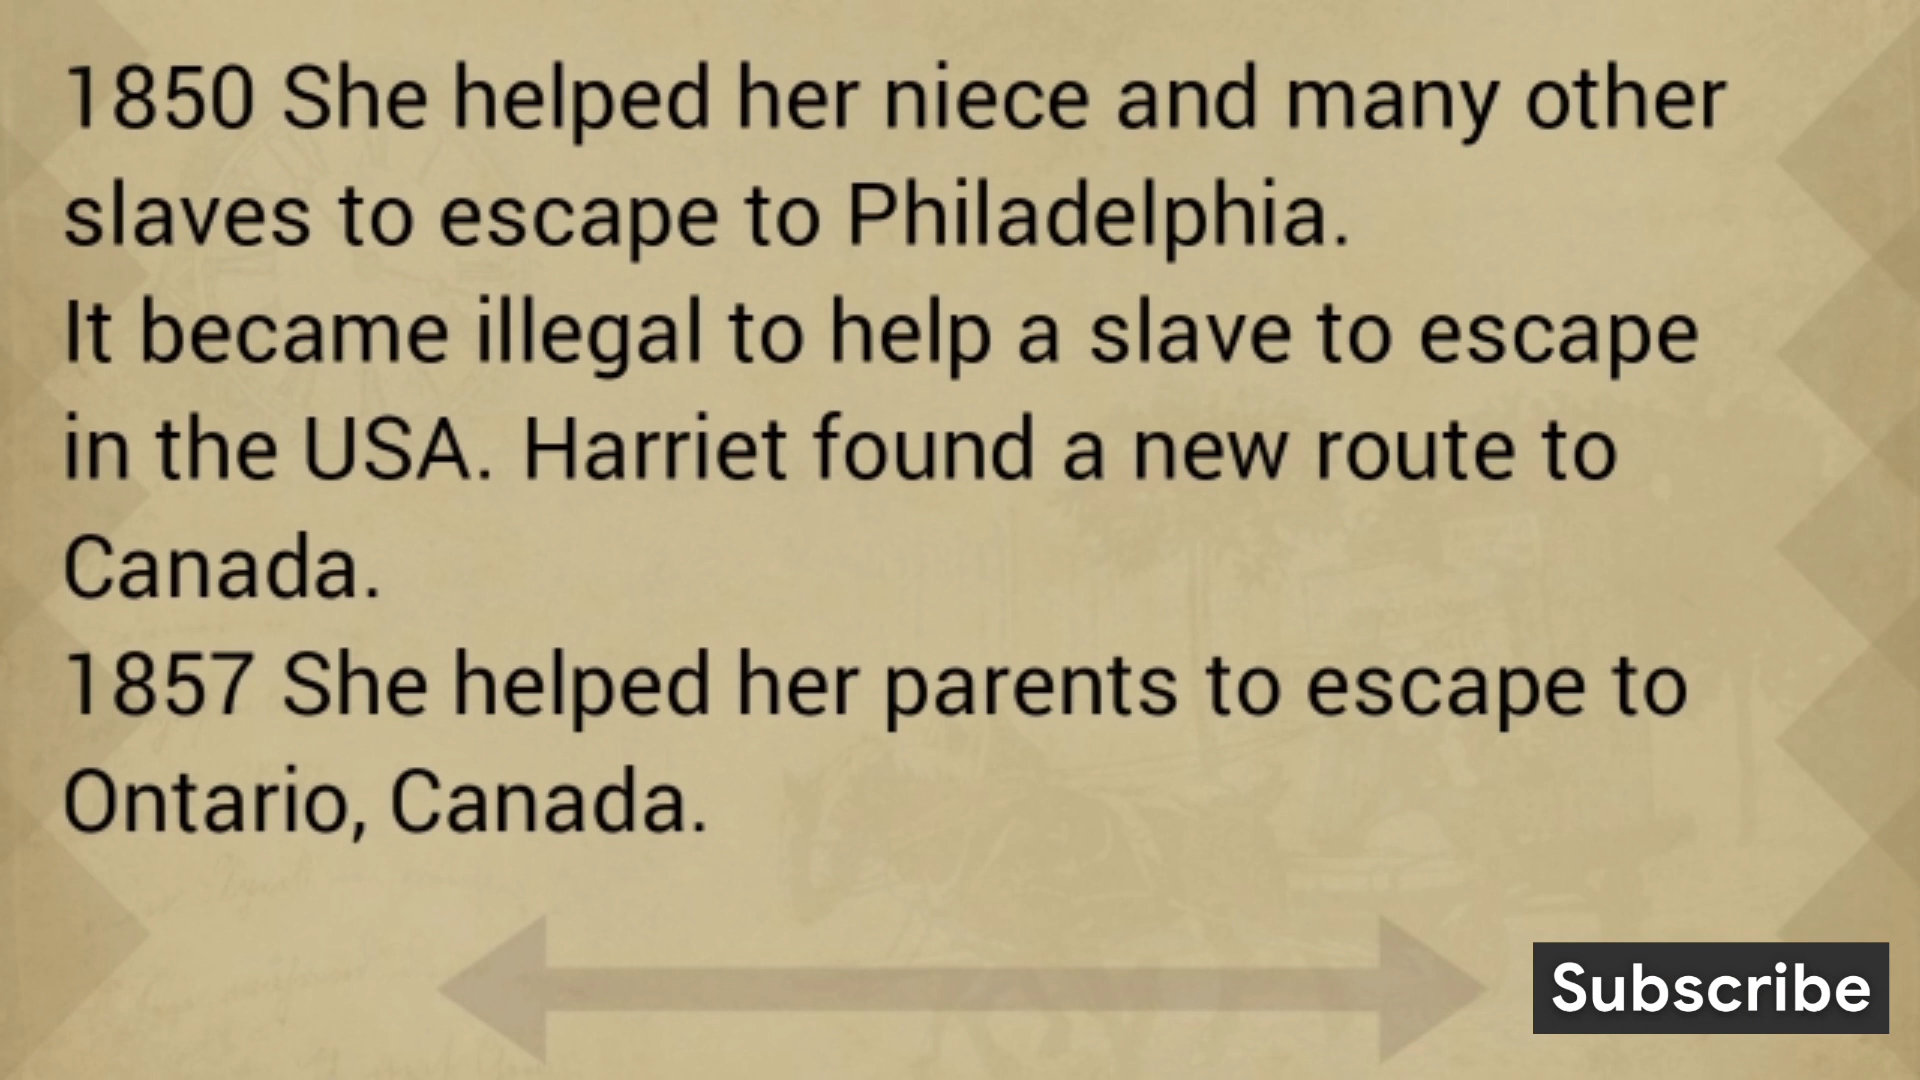 1850 She helped her niece and many other
slaves to escape to Philadelphia.
It became illegal to help a slave to escape
in the USA. Harriet found a new route to
Canada.
1857 She helped her parents to escape to
Ontario, Canada.
Subscribe